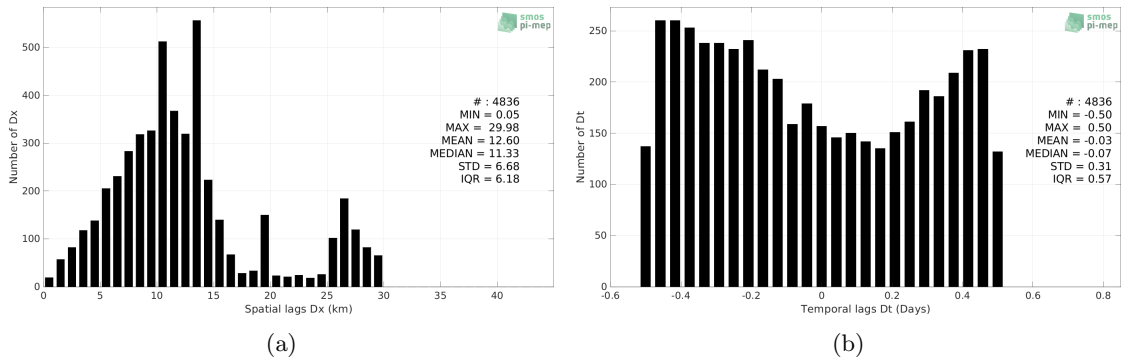 smos
pi-mep
500
400
300
200
100
0
Number of Dx
# : 4836
MIN = 0.05
MAX = 29.98
MEAN = 12.60
MEDIAN = 11.33
STD = 6.68
IQR = 6.18
0 5 10 15 20 25 30 35 40
Spatial lags Dx (km)
(a)
smos
pi-mep
250
200
150
100
50
0
Number of Dt
# : 4836
MIN = -0.50
MAX = 0.50
MEAN = -0.03
MEDIAN = -0.07
STD = 0.31
IQR = 0.57
-0.6 -0.4 -0.2 0 0.2 0.4 0.6 0.8
Temporal lags Dt (Days)
(b)